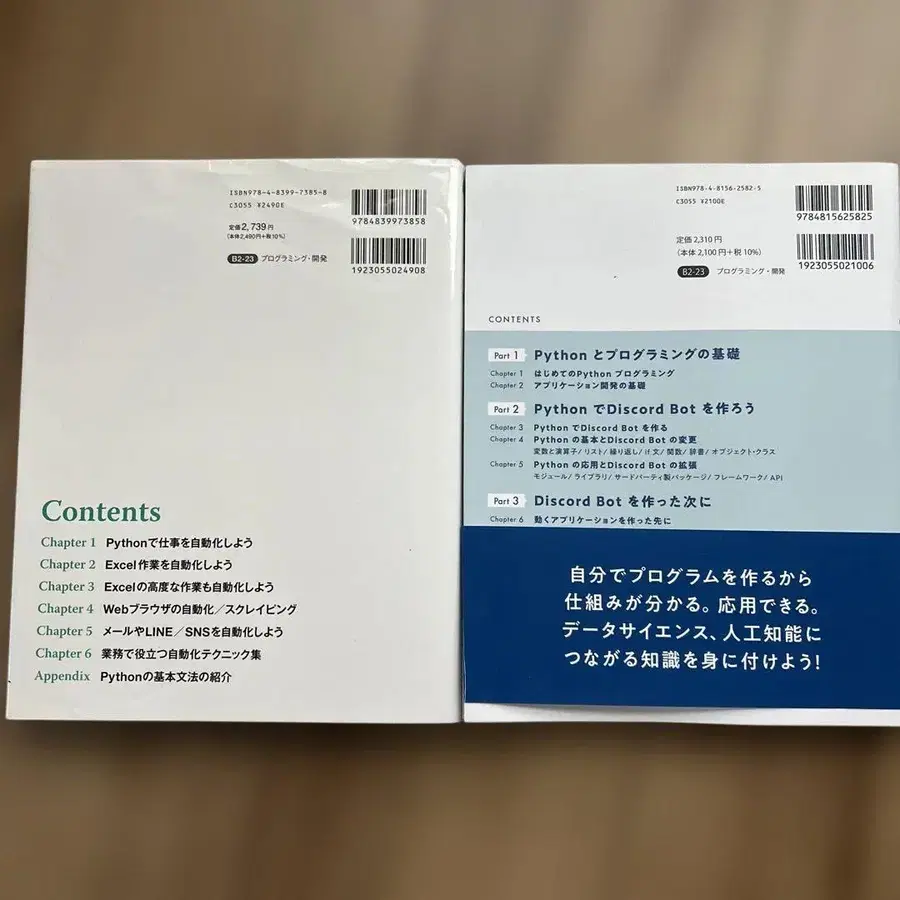 ISBN978-4-8399-7385-8
C3055 ¥2490E
定価2,739円
(本体2,490円+税10%)
B2-23 プログラミング・開発
9784839973858
1923055024908
Contents
Chapter 1 Pythonで仕事を自動化しよう
Chapter 2 Excel作業を自動化しよう
Chapter 3 Excelの高度な作業も自動化しよう
Chapter 4 Webブラウザの自動化/スクレイピング
Chapter 5 メールやLINE/SNSを自動化しよう
Chapter 6 業務で役立つ自動化テクニック集
Appendix Pythonの基本文法の紹介
ISBN978-4-8156-2582-5
C3055 ¥2100E
定価2,310円
(本体2,100円+税10%)
B2-23 プログラミング・開発
9784815625825
1923055021006
CONTENTS
Part 1 Pythonとプログラミングの基礎
Chapter 1 はじめてのPython プログラミング
Chapter 2 アプリケーション開発の基礎
Part 2 PythonでDiscord Botを作ろう
Chapter 3 PythonでDiscord Botを作る
Chapter 4 Pythonの基本とDiscord Botの変更
変数と演算子/リスト/繰り返し/if文/関数/辞書/オブジェクト・クラス
Chapter 5 Pythonの応用とDiscord Botの拡張
モジュール/ライブラリ/サードパーティ製パッケージ/フレームワーク/API
Part 3 Discord Botを作った次に
Chapter 6 動くアプリケーションを作った先に
自分でプログラムを作るから
仕組みが分かる。応用できる。
データサイエンス、人工知能に
つながる知識を身に付けよう!